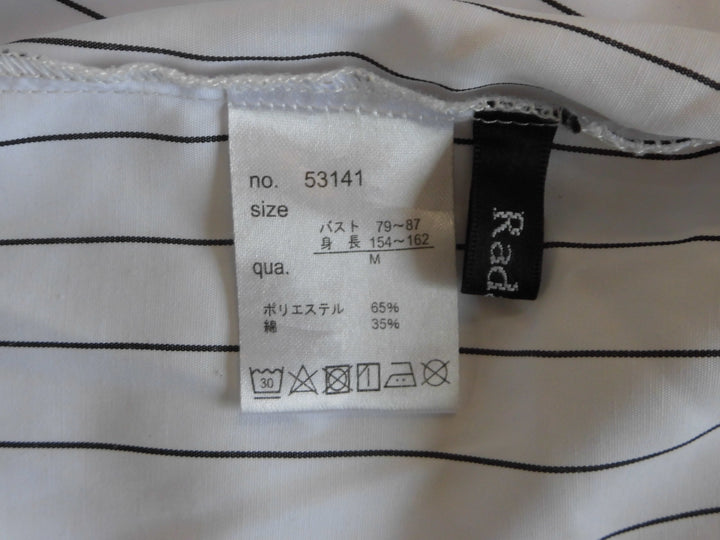 no. 53141
size
バスト 79～87
身 長 154～162
M
qua.
ポリエステル 65%
綿 35%
30
Rad